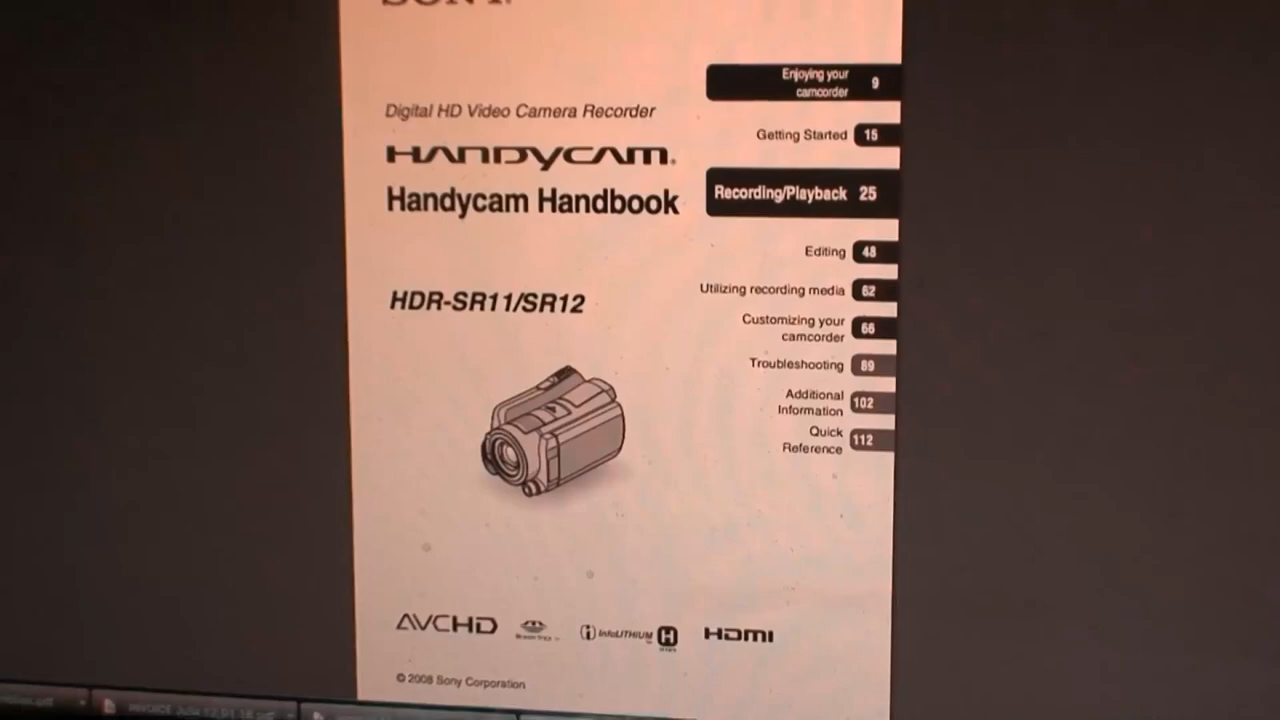 SONY
Digital HD Video Camera Recorder
HANDYCAM
Handycam Handbook
HDR-SR11/SR12
Enjoying your
camcorder 9
Getting Started 15
Recording/Playback 25
Editing 48
Utilizing recording media 62
Customizing your
camcorder 66
Troubleshooting 89
Additional
Information 102
Quick
Reference 112
AVCHD
InfoLITHIUM H
HDMI
© 2008 Sony Corporation